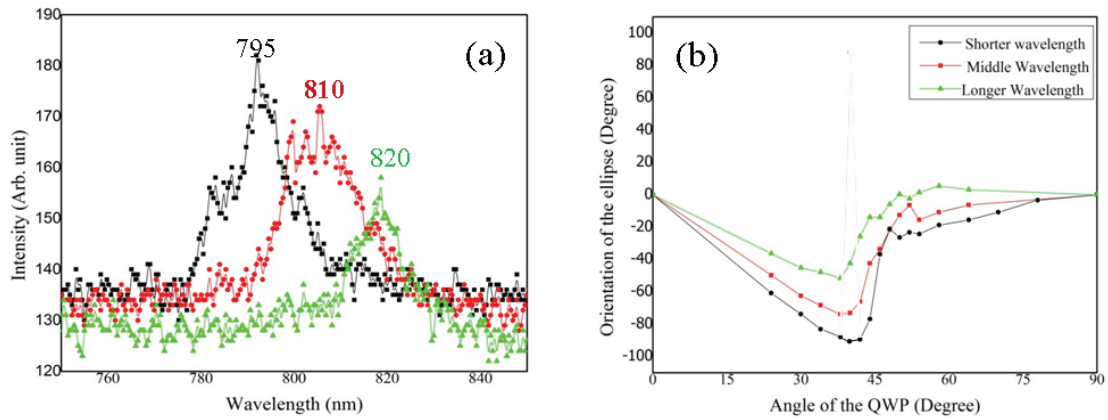 190
180
170
160
150
140
130
120
Intensity (Arb. unit)
795
810
820
(a)
760 780 800 820 840
Wavelength (nm)
100
80
60
40
20
0
-20
-40
-60
-80
-100
Orientation of the ellipse (Degree)
(b)
Shorter wavelength
Middle Wavelength
Longer Wavelength
0 15 30 45 60 75 90
Angle of the QWP (Degree)